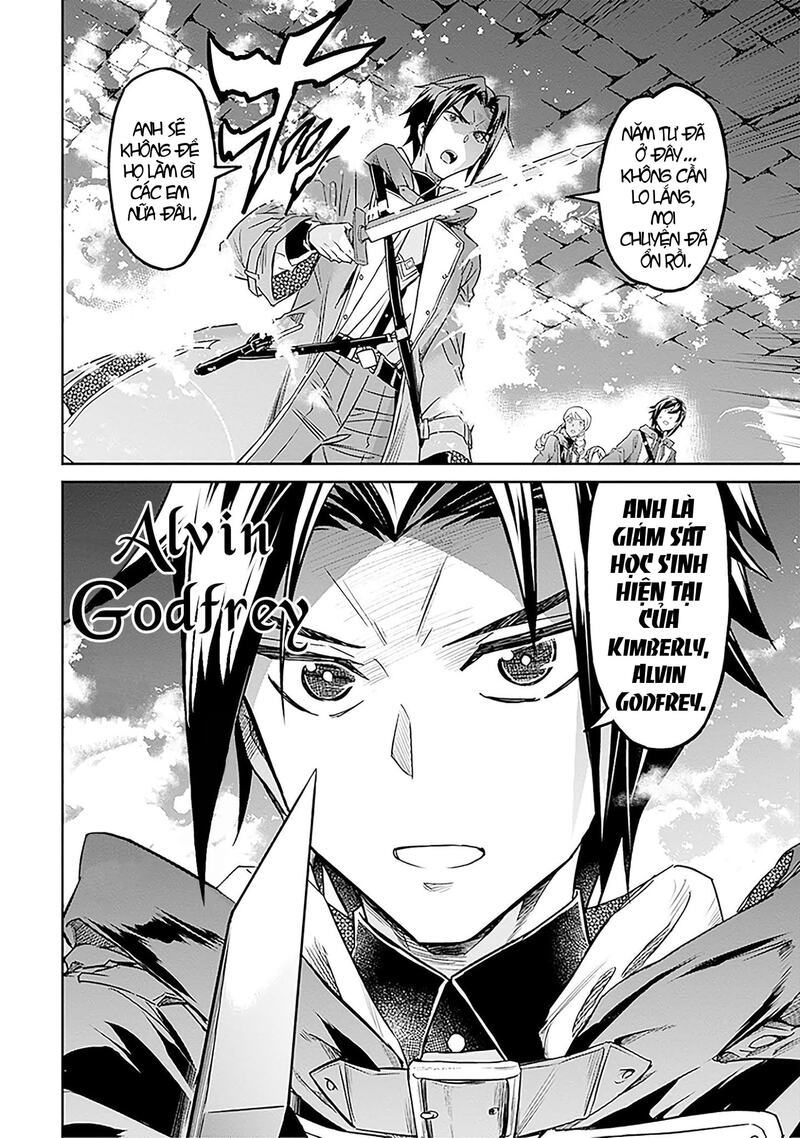 NĂM TƯ ĐÃ
Ở ĐÂY...
KHÔNG CẦN
LO LẮNG,
MỌI
CHUYỆN ĐÃ
ỔN RỒI.
ANH SẼ
KHÔNG ĐỂ
HỌ LÀM GÌ
CÁC EM
NỮA ĐÂU.
ANH LÀ
GIÁM SÁT
HỌC SINH
HIỆN TẠI
CỦA
KIMBERLY,
ALVIN
GODFREY.
Alvin
Godfrey